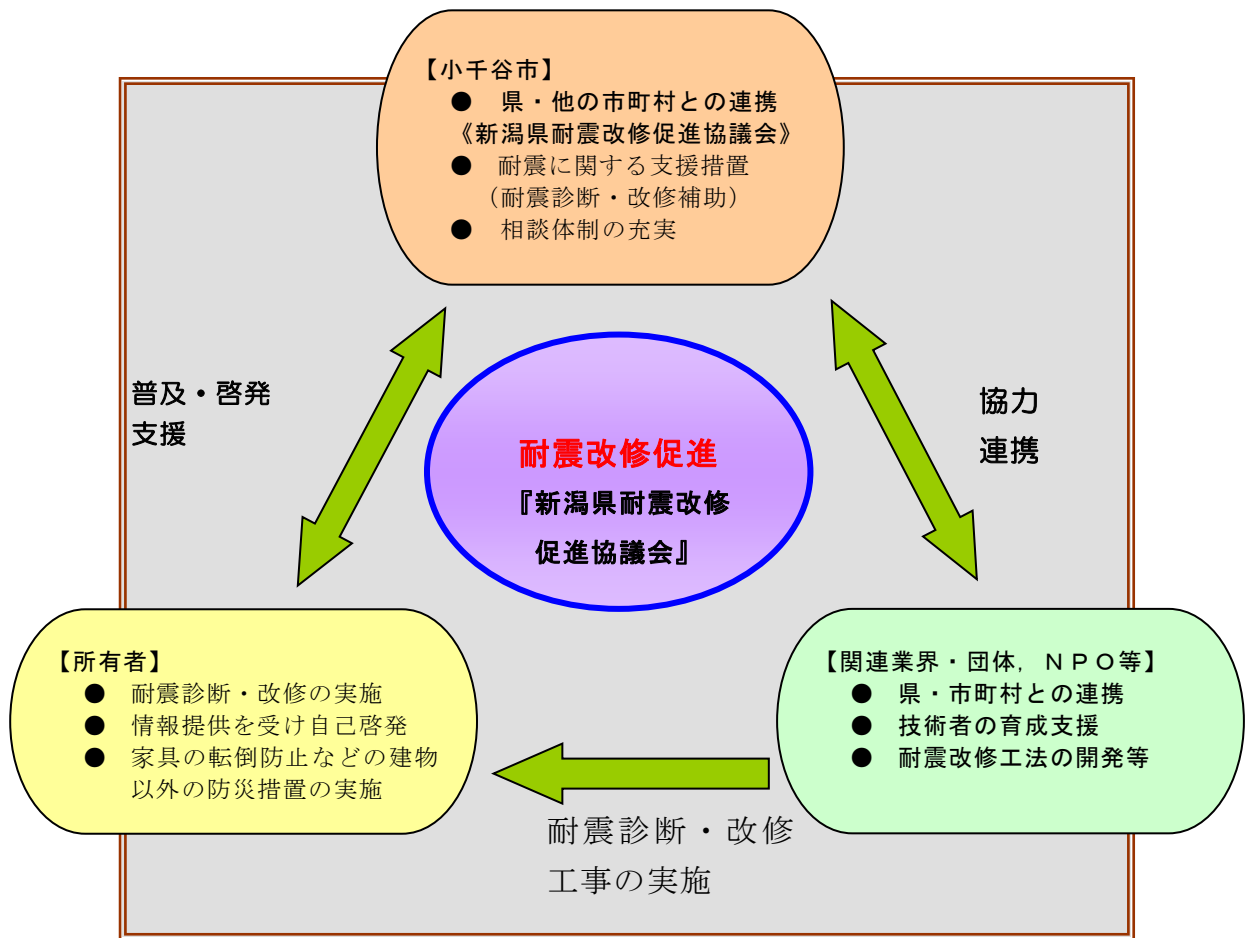 【小千谷市】
● 県・他の市町村との連携
《新潟県耐震改修促進協議会》
● 耐震に関する支援措置
（耐震診断・改修補助）
● 相談体制の充実
普及・啓発
支援
協力
連携
耐震改修促進
『新潟県耐震改修
促進協議会』
【所有者】
● 耐震診断・改修の実施
● 情報提供を受け自己啓発
● 家具の転倒防止などの建物
以外の防災措置の実施
【関連業界・団体，ＮＰＯ等】
● 県・市町村との連携
● 技術者の育成支援
● 耐震改修工法の開発等
耐震診断・改修
工事の実施